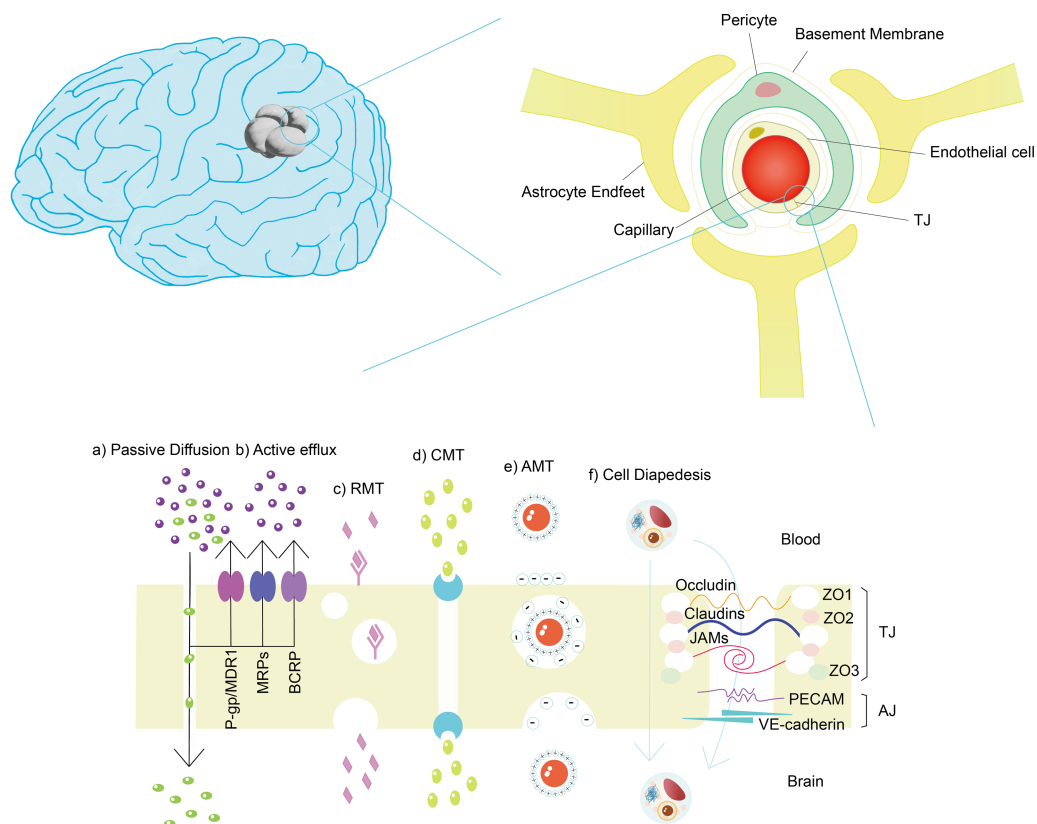 Pericyte
Basement Membrane
Endothelial cell
Astrocyte Endfeet
TJ
Capillary
a) Passive Diffusion
b) Active efflux
c) RMT
d) CMT
e) AMT
f) Cell Diapedesis
Blood
P-gp/MDR1
MRPs
BCRP
Occludin
Claudins
JAMs
ZO1
ZO2
ZO3
TJ
PECAM
VE-cadherin
AJ
Brain